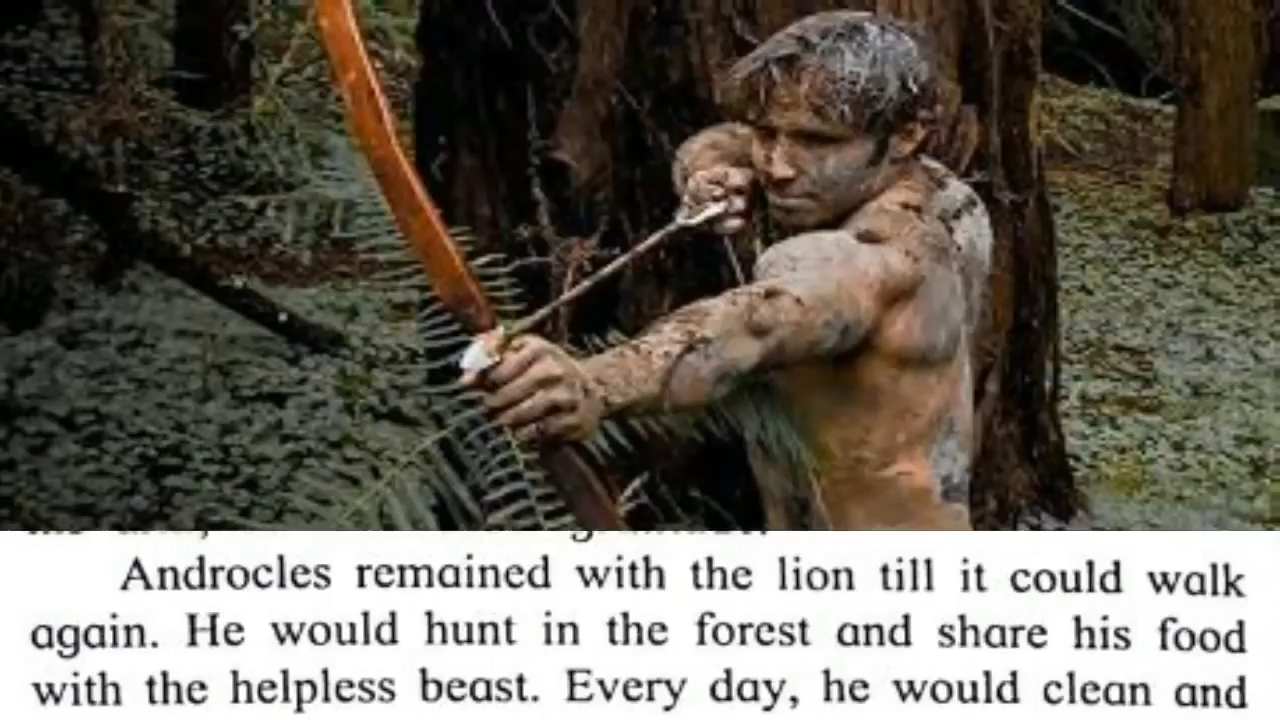 Androcles remained with the lion till it could walk
again. He would hunt in the forest and share his food
with the helpless beast. Every day, he would clean and